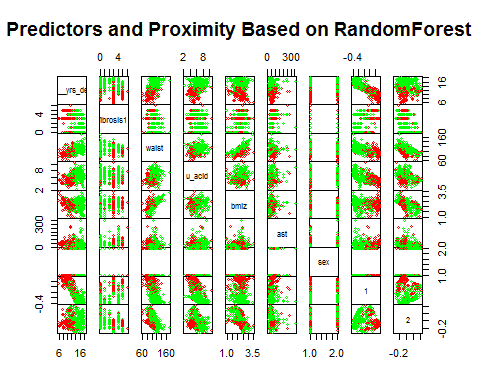 Predictors and Proximity Based on RandomForest
0 4 2 8 0 300 -0.4
__yrs_de
16
6
fibrosis1
4
0
waist
160
60
u_acid
8
2
bmiz
3.5
1.0
ast
300
0
sex
2.0
1.0
1
-0.4
2
-0.2
6 16 60 160 1.0 3.5 1.0 2.0 -0.2